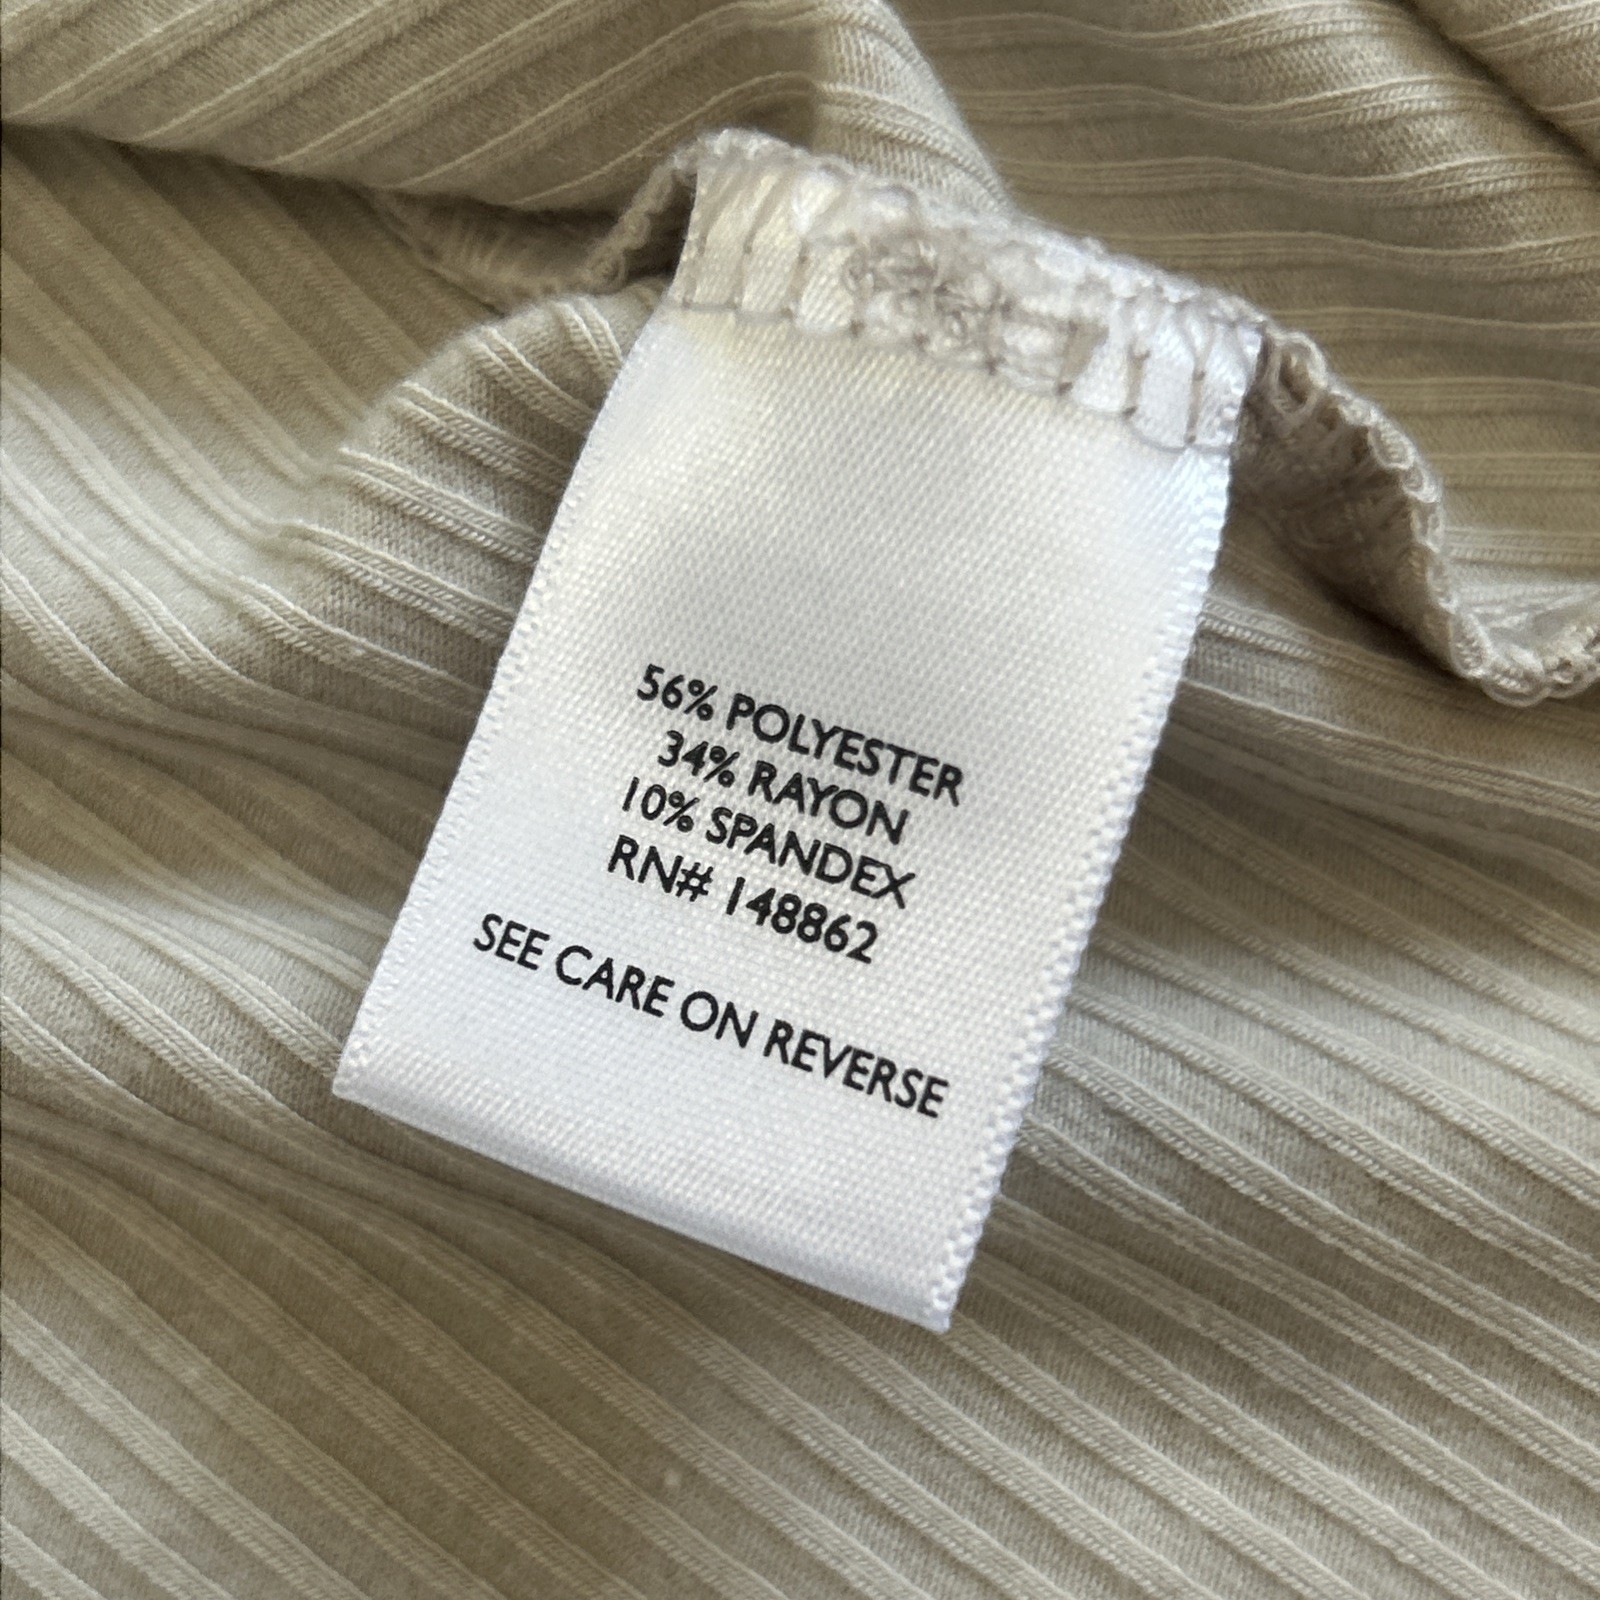 56% POLYESTER
34% RAYON
10% SPANDEX
RN# 148862
SEE CARE ON REVERSE